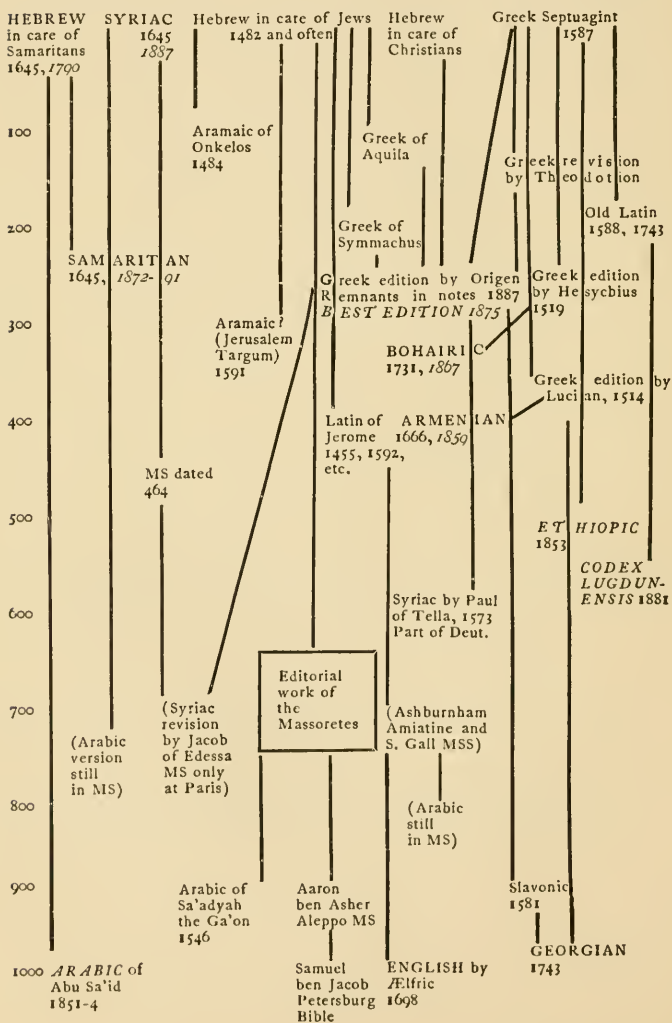 HEBREW
in care of
Samaritans
1645, 1790
SYRIAC
1645
1887
Hebrew in care of Jews
1482 and often
Hebrew
in care of
Christians
Greek Septuagint
1587
100
Aramaic of
Onkelos
1484
Greek of
Aquila
Greek revision
by Theodotion
200
Old Latin
1588, 1743
Greek of
Symmachus
SAMARITAN
1645, 1872-91
Greek edition by Origen
Remnants in notes 1887
BEST EDITION 1875
Greek edition
by Hesycbius
1519
300
Aramaic?
(Jerusalem
Targum)
1591
BOHAIRIC
1731, 1867
Greek edition by
Lucian, 1514
400
Latin of
Jerome
1455, 1592,
etc.
ARMENIAN
1666, 1859
MS dated
464
500
ETHIOPIC
1853
CODEX
LUGDUN-
ENSIS 1881
600
Syriac by Paul
of Tella, 1573
Part of Deut.
Editorial
work of
the
Massoretes
700
(Arabic
version
still
in MS)
(Syriac
revision
by Jacob
of Edessa
MS only
at Paris)
(Ashburnham
Amiatine and
S. Gall MSS)
800
(Arabic
still
in MS)
900
Arabic of
Sa'adyah
the Ga'on
1546
Aaron
ben Asher
Aleppo MS
Slavonic
1581
1000
ARABIC of
Abu Sa'id
1851-4
Samuel
ben Jacob
Petersburg
Bible
ENGLISH by
Ælfric
1698
GEORGIAN
1743